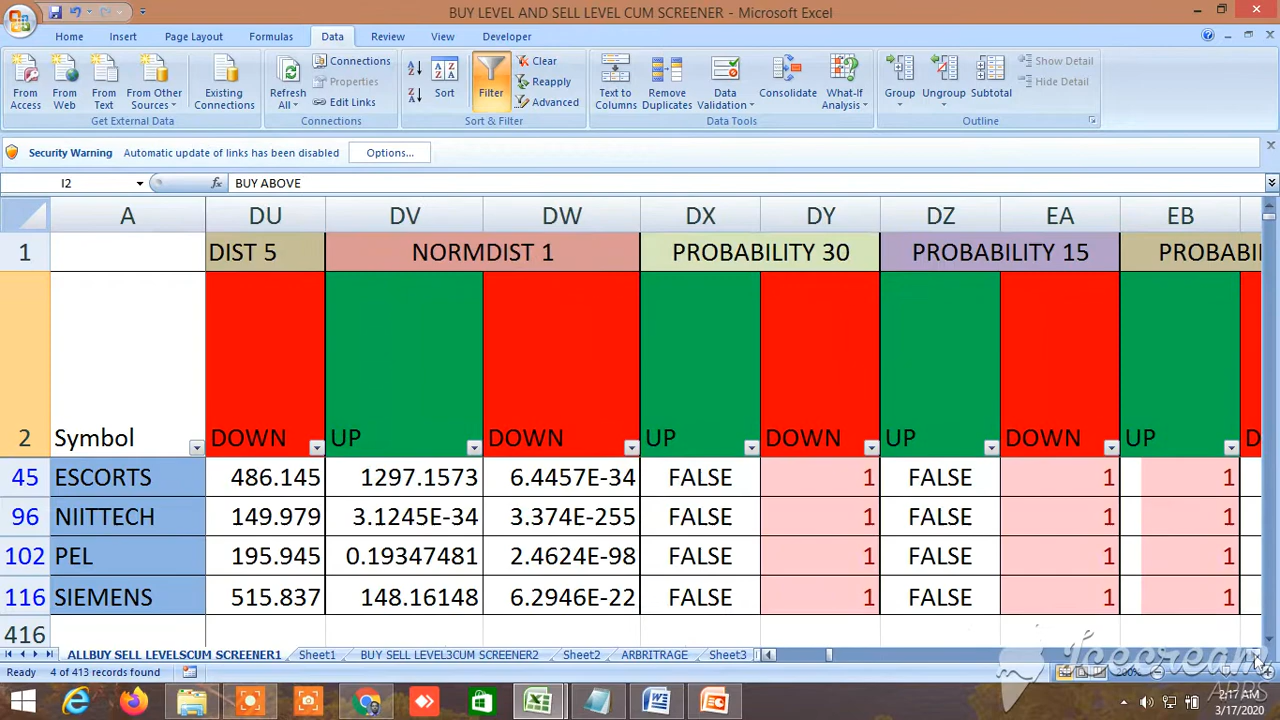 BUY LEVEL AND SELL LEVEL CUM SCREENER - Microsoft Excel
Home Insert Page Layout Formulas Data Review View Developer
From Access
From Web
From Text
From Other Sources
Existing Connections
Get External Data
Refresh All
Connections
Properties
Edit Links
Connections
Sort
Filter
Clear
Reapply
Advanced
Sort & Filter
Text to Columns
Remove Duplicates
Data Validation
Consolidate
What-If Analysis
Data Tools
Group
Ungroup
Subtotal
Show Detail
Hide Detail
Outline
Security Warning Automatic update of links has been disabled Options...
I2 fx BUY ABOVE
A DU DV DW DX DY DZ EA EB
1 DIST 5 NORMDIST 1 PROBABILITY 30 PROBABILITY 15 PROBABI
2 Symbol DOWN UP DOWN UP DOWN UP DOWN UP D
45 ESCORTS 486.145 1297.1573 6.4457E-34 FALSE 1 FALSE 1 1
96 NIITTECH 149.979 3.1245E-34 3.374E-255 FALSE 1 FALSE 1 1
102 PEL 195.945 0.19347481 2.4624E-98 FALSE 1 FALSE 1 1
116 SIEMENS 515.837 148.16148 6.2946E-22 FALSE 1 FALSE 1 1
416
ALLBUY SELL LEVELSCUM SCREENER1 Sheet1 BUY SELL LEVEL3CUM SCREENER2 Sheet2 ARBRITRAGE Sheet3
Ready 4 of 413 records found 200%
Icecream
APPS
2:17 AM
3/17/2020